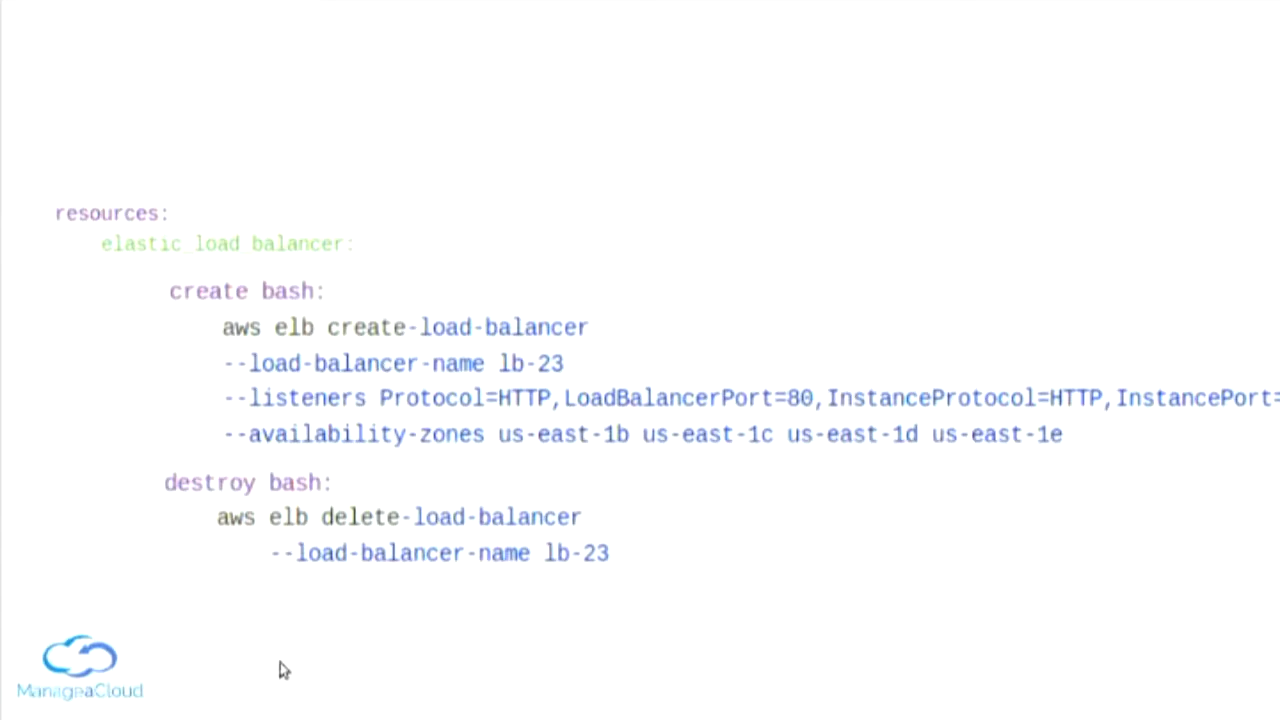 resources:
elastic_load balancer:
create bash:
aws elb create-load-balancer
--load-balancer-name lb-23
--listeners Protocol=HTTP,LoadBalancerPort=80,InstanceProtocol=HTTP,InstancePort=
--availability-zones us-east-1b us-east-1c us-east-1d us-east-1e
destroy bash:
aws elb delete-load-balancer
--load-balancer-name lb-23
ManageaCloud